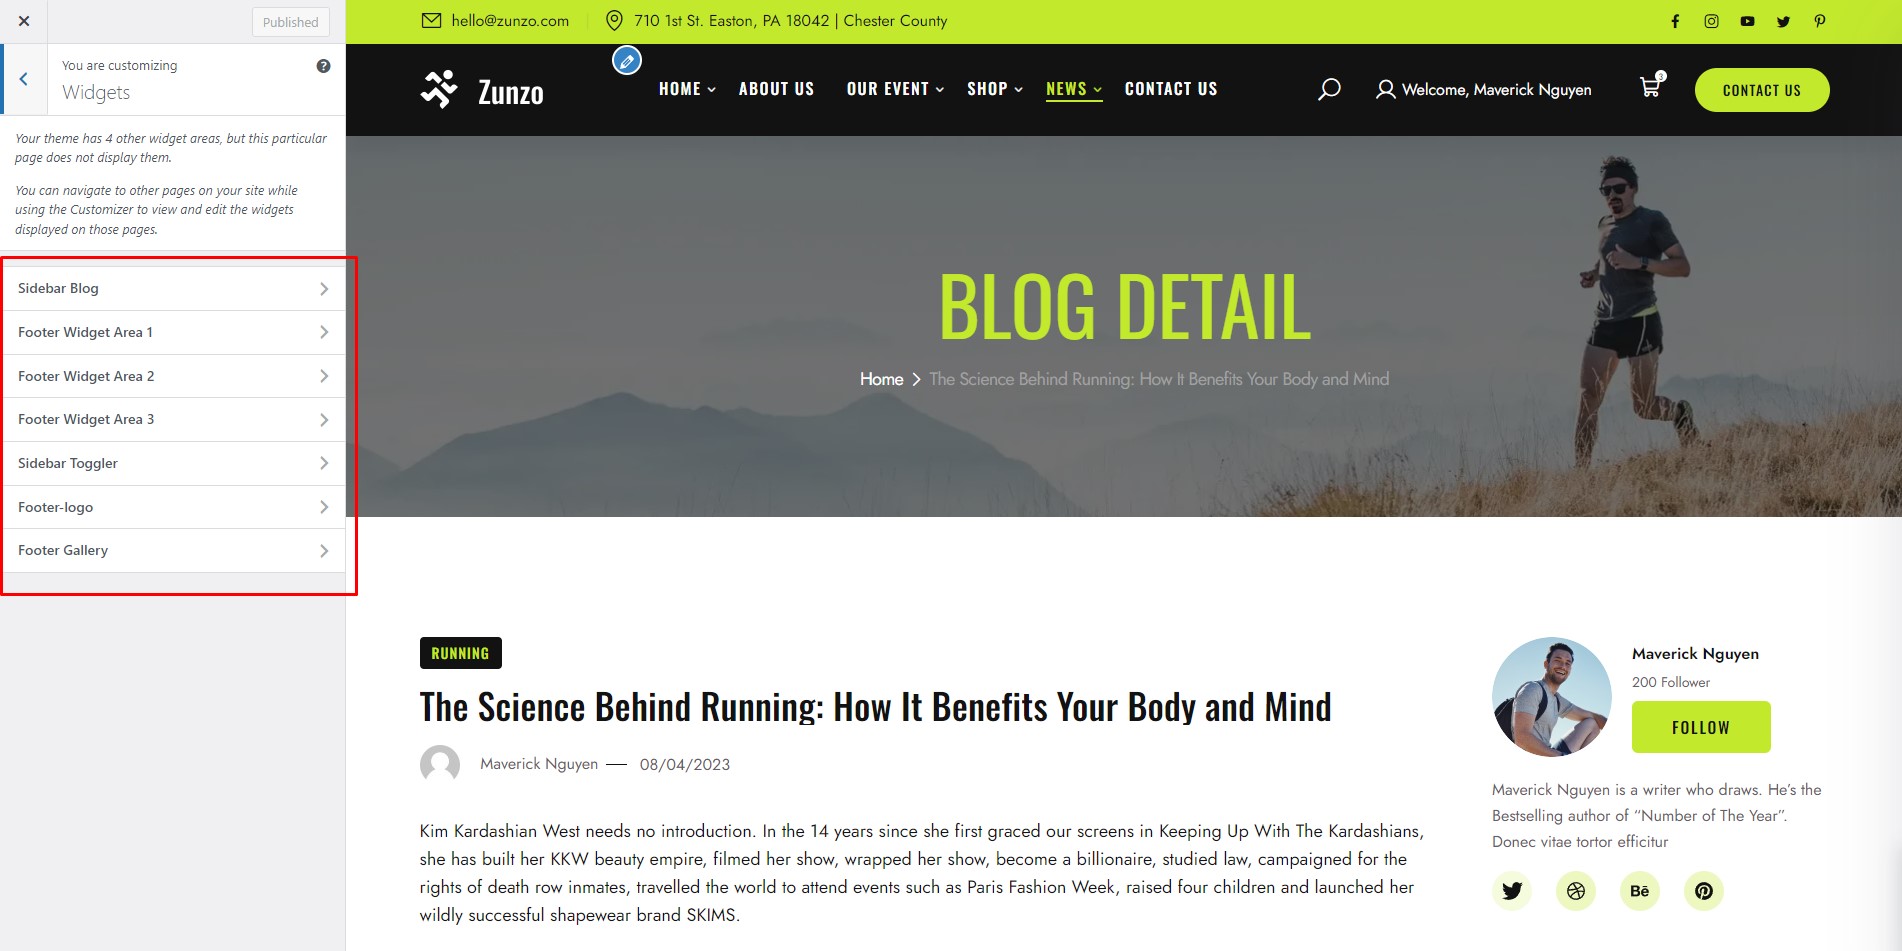 Published
You are customizing
Widgets
Your theme has 4 other widget areas, but this particular
page does not display them.
You can navigate to other pages on your site while
using the Customizer to view and edit the widgets
displayed on those pages.
Sidebar Blog
Footer Widget Area 1
Footer Widget Area 2
Footer Widget Area 3
Sidebar Toggler
Footer-logo
Footer Gallery
hello@zunzo.com 710 1st St. Easton, PA 18042 | Chester County
Zunzo HOME ABOUT US OUR EVENT SHOP NEWS CONTACT US Welcome, Maverick Nguyen 3 CONTACT US
BLOG DETAIL
Home > The Science Behind Running: How It Benefits Your Body and Mind
RUNNING
The Science Behind Running: How It Benefits Your Body and Mind
Maverick Nguyen — 08/04/2023
Kim Kardashian West needs no introduction. In the 14 years since she first graced our screens in Keeping Up With The Kardashians,
she has built her KKW beauty empire, filmed her show, wrapped her show, become a billionaire, studied law, campaigned for the
rights of death row inmates, travelled the world to attend events such as Paris Fashion Week, raised four children and launched her
wildly successful shapewear brand SKIMS.
Maverick Nguyen
200 Follower
FOLLOW
Maverick Nguyen is a writer who draws. He’s the
Bestselling author of “Number of The Year”.
Donec vitae tortor efficitur
Bē